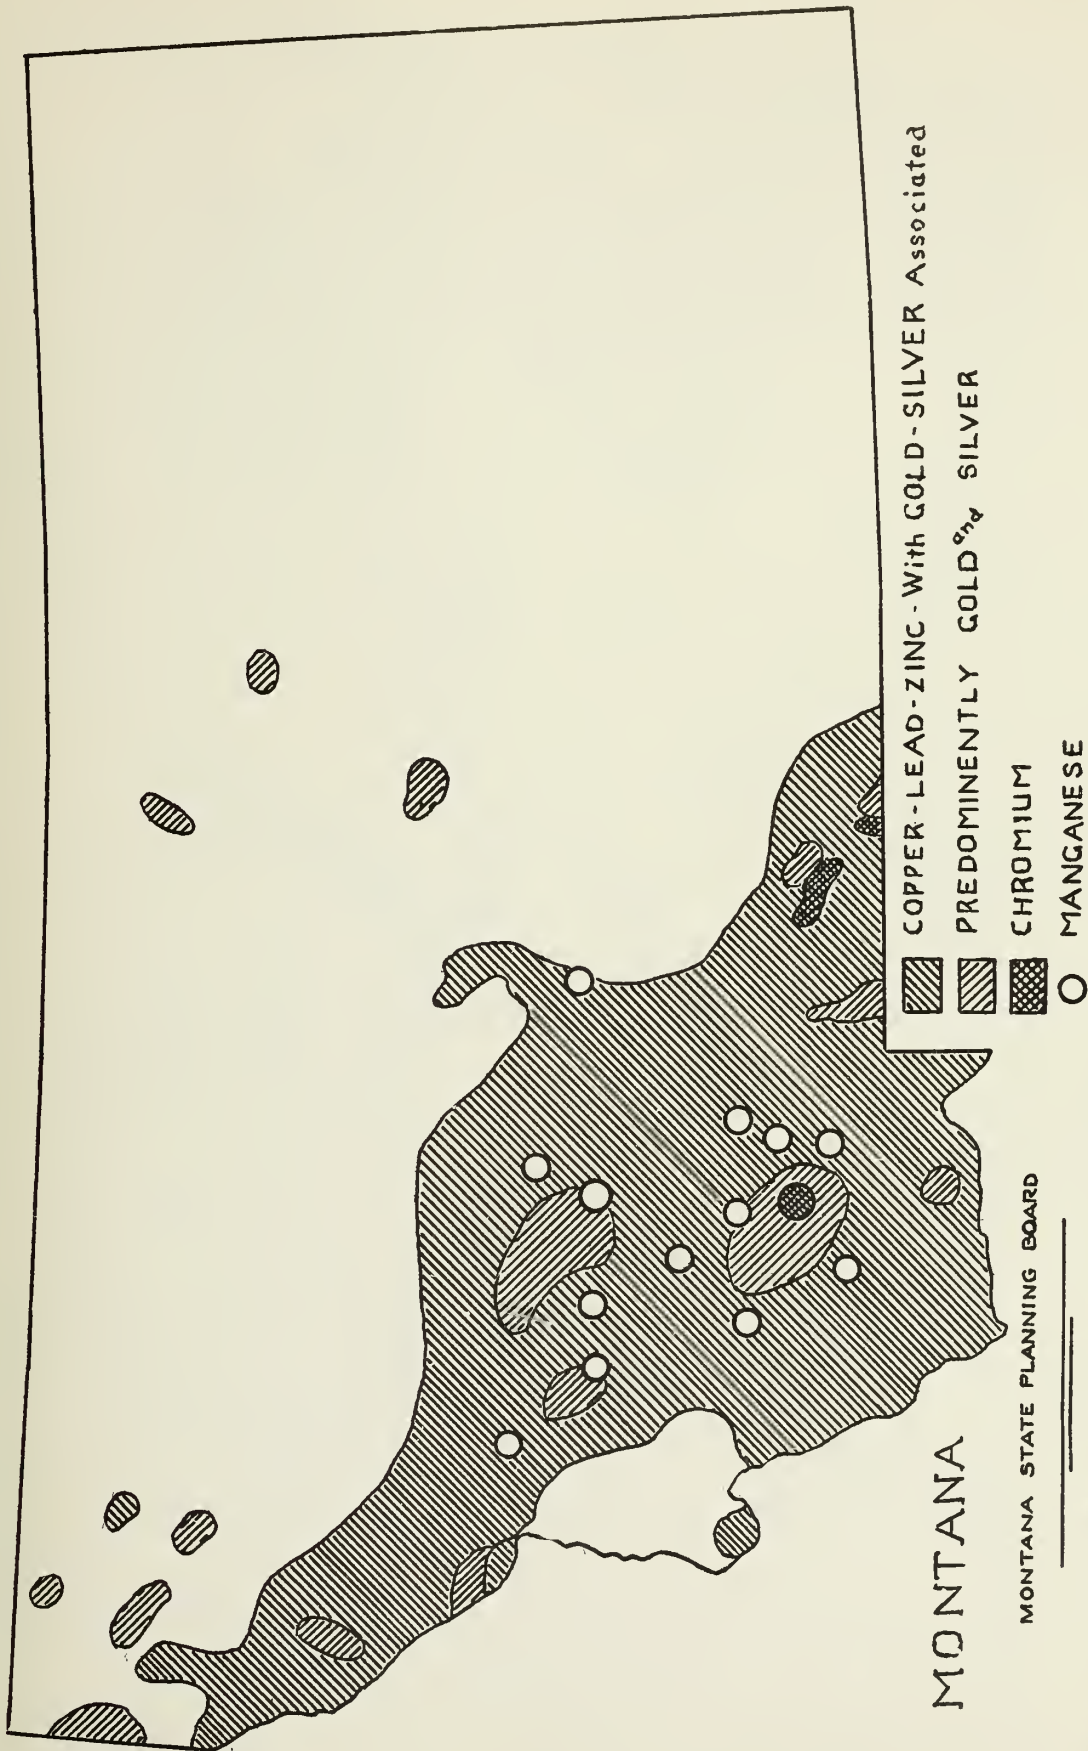 COPPER-LEAD-ZINC-With GOLD-SILVER Associated
PREDOMINENTLY GOLD and SILVER
CHROMIUM
MANGANESE
MONTANA
MONTANA STATE PLANNING BOARD